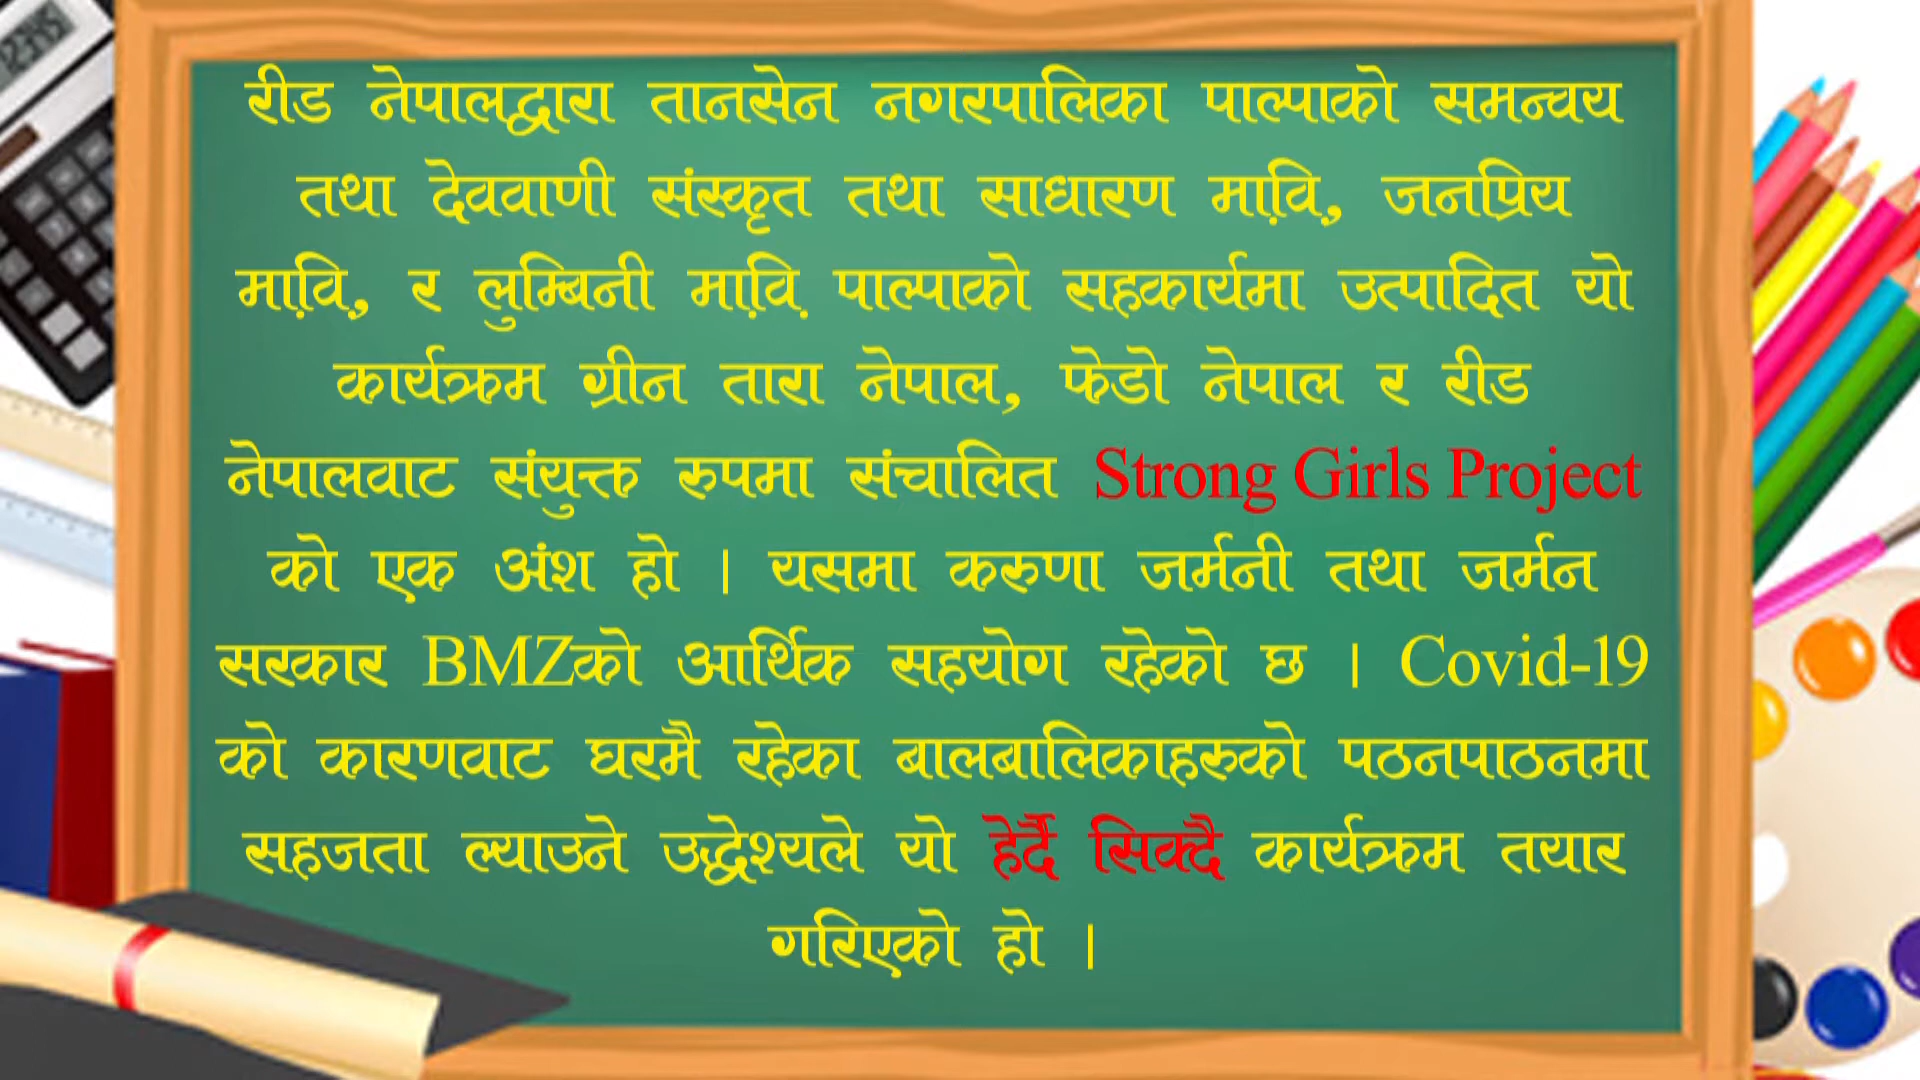 रीड नेपालद्वारा तानसेन नगरपालिका पाल्पाको समन्वय
तथा देववाणी संस्कृत तथा साधारण मा़वि़, जनप्रिय
मा़वि़, र लुम्बिनी मा़वि़ पाल्पाको सहकार्यमा उत्पादित यो
कार्यक्रम ग्रीन तारा नेपाल, फेडो नेपाल र रीड
नेपालवाट संयुक्त रुपमा संचालित Strong Girls Project
को एक अंश हो । यसमा करुणा जर्मनी तथा जर्मन
सरकार BMZको आर्थिक सहयोग रहेको छ । Covid-19
को कारणवाट घरमै रहेका बालबालिकाहरुको पठनपाठनमा
सहजता ल्याउने उद्धेश्यले यो हेर्दै सिक्दै कार्यक्रम तयार
गरिएको हो ।